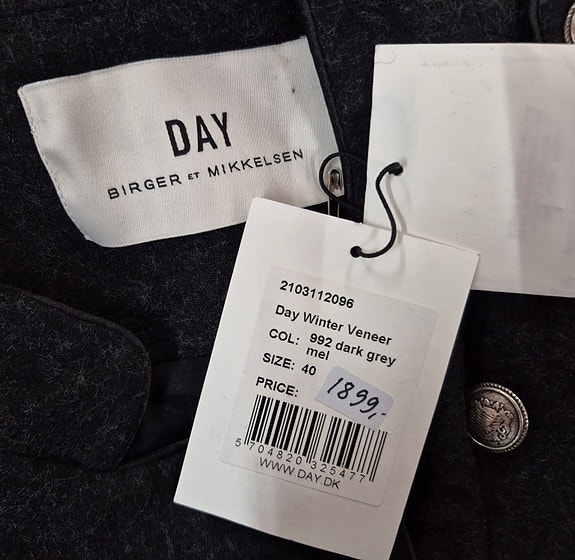 DAY
BIRGER ET MIKKELSEN
2103112096
Day Winter Veneer
COL: 992 dark grey
mel
SIZE: 40
PRICE: 1899,-
5 704820 325477
WWW.DAY.DK